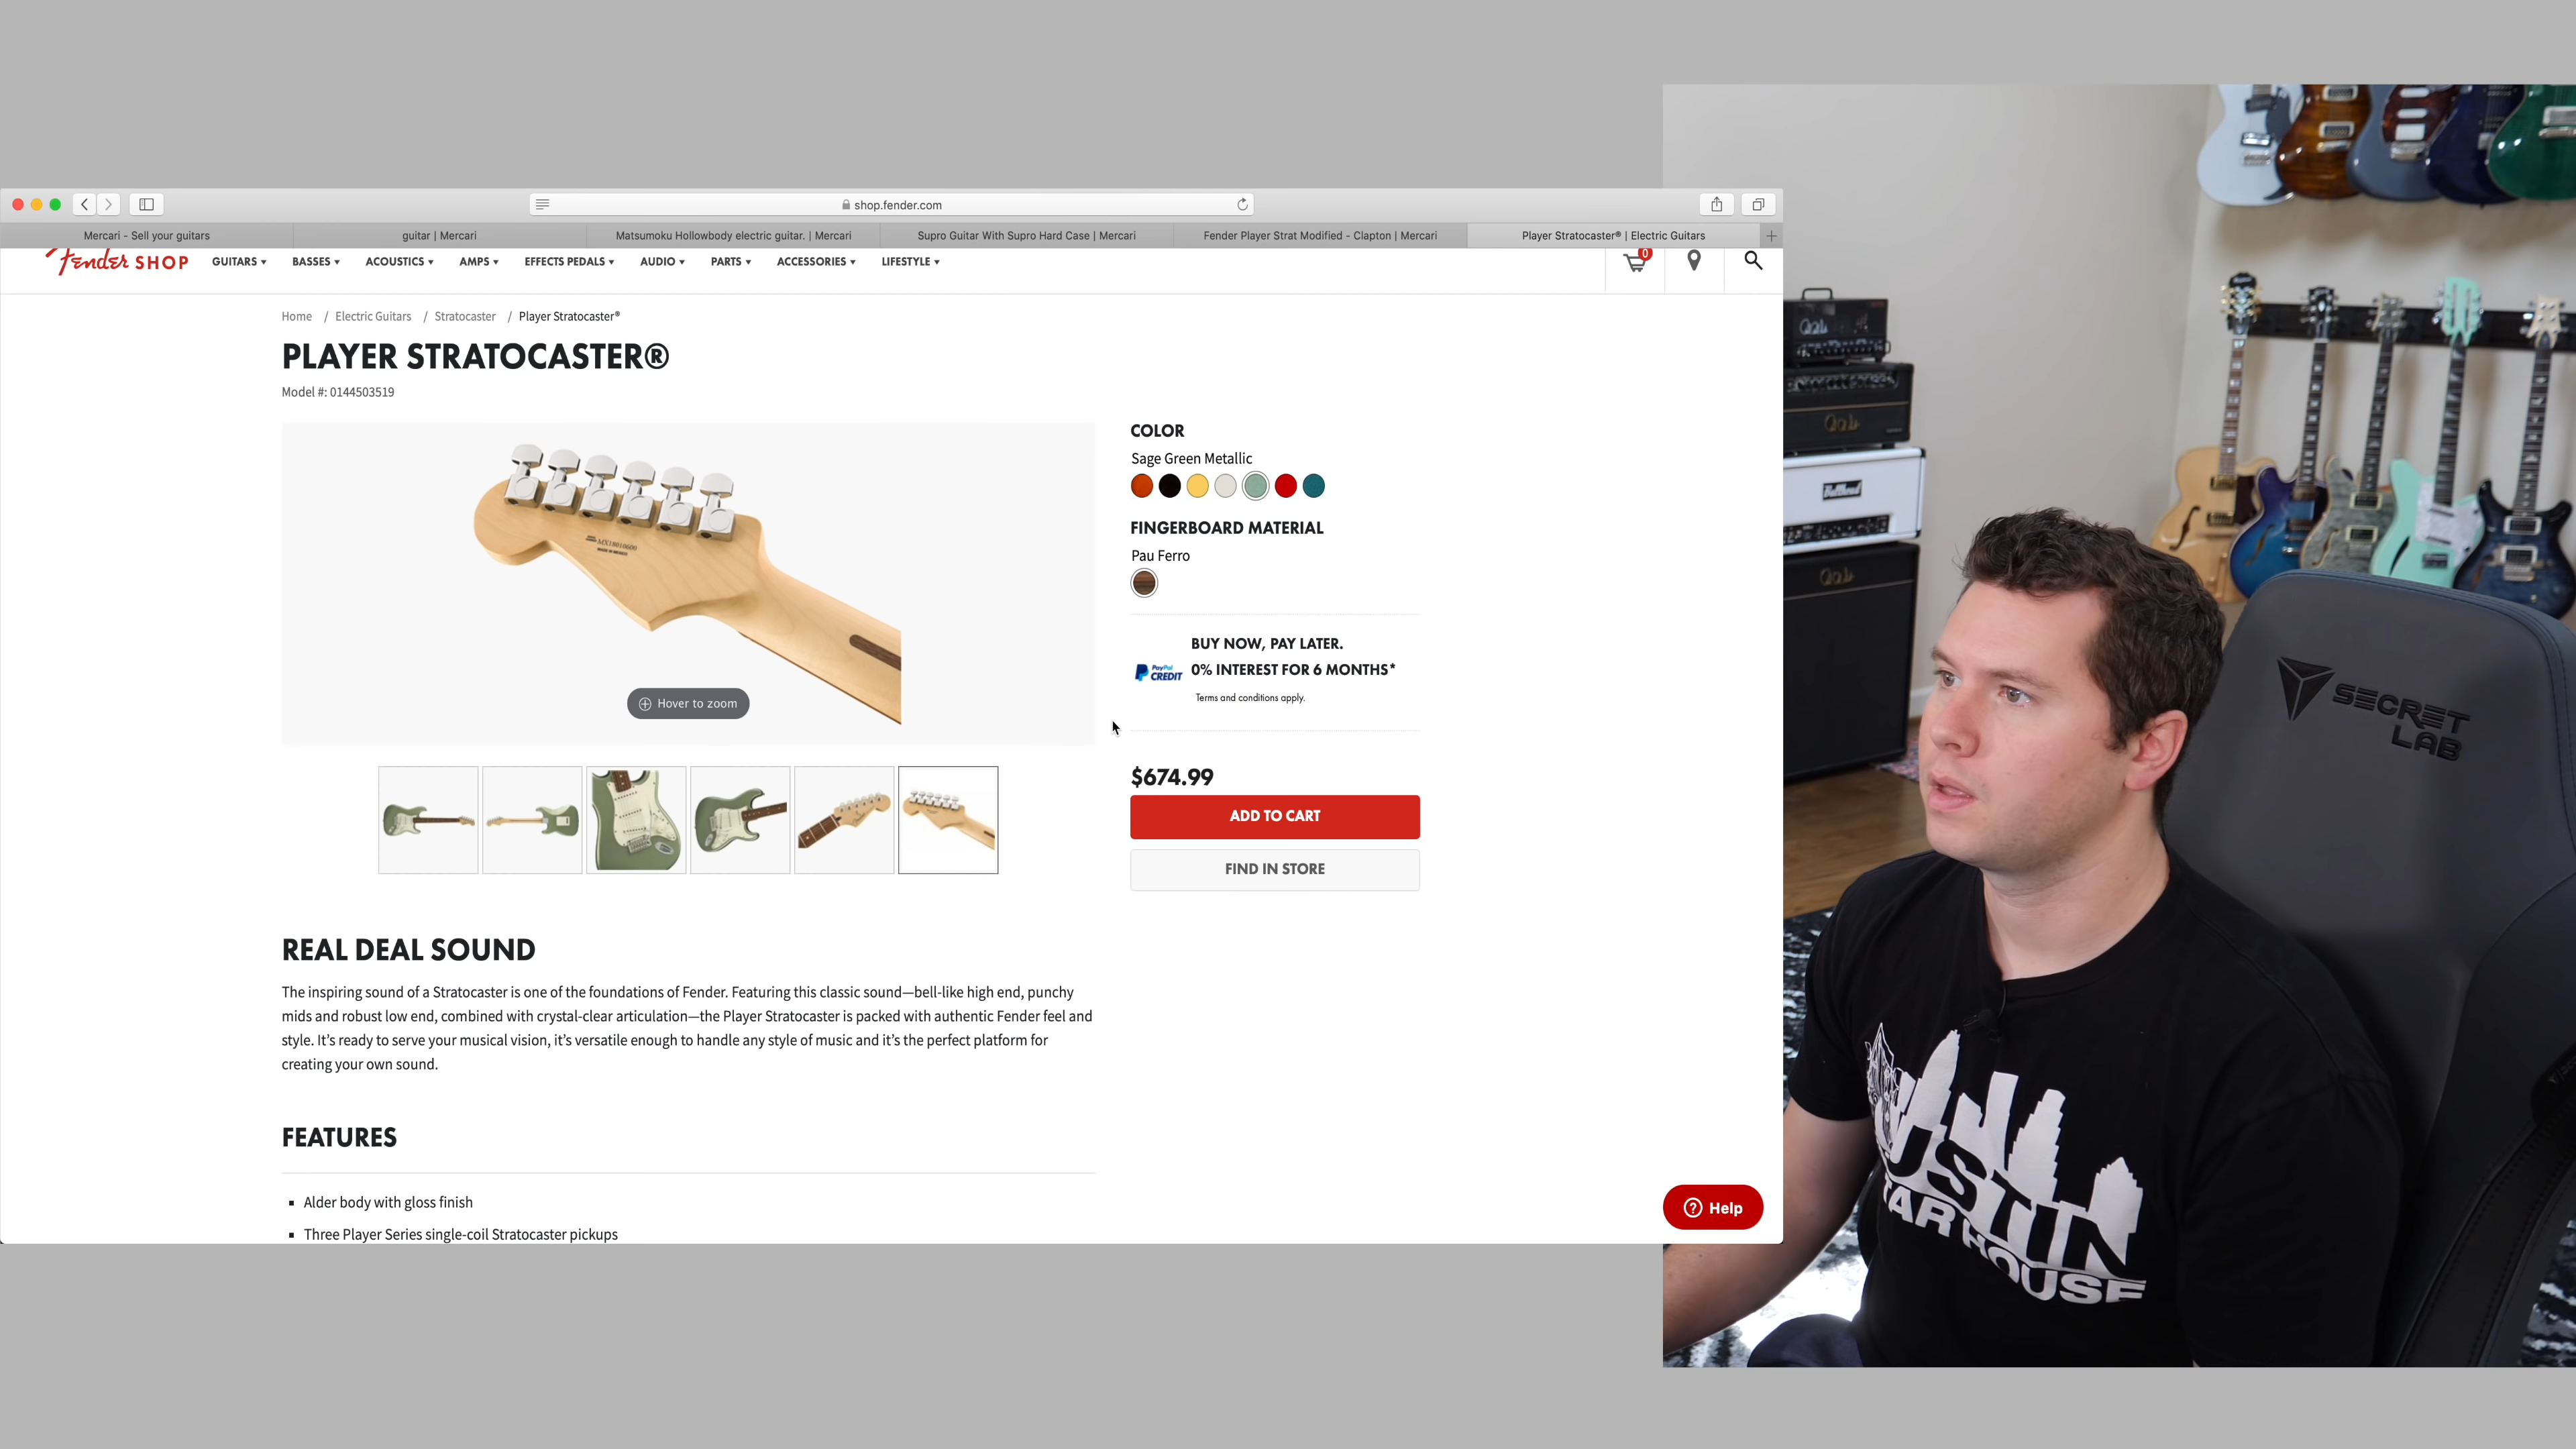 shop.fender.com
Mercari - Sell your guitars
guitar | Mercari
Matsumoku Hollowbody electric guitar. | Mercari
Supro Guitar With Supro Hard Case | Mercari
Fender Player Strat Modified - Clapton | Mercari
Player Stratocaster® | Electric Guitars
Fender SHOP
GUITARS
BASSES
ACOUSTICS
AMPS
EFFECTS PEDALS
AUDIO
PARTS
ACCESSORIES
LIFESTYLE
0
Home / Electric Guitars / Stratocaster / Player Stratocaster®
PLAYER STRATOCASTER®
Model #: 0144503519
Hover to zoom
COLOR
Sage Green Metallic
FINGERBOARD MATERIAL
Pau Ferro
PayPal CREDIT
BUY NOW, PAY LATER.
0% INTEREST FOR 6 MONTHS*
Terms and conditions apply.
$674.99
ADD TO CART
FIND IN STORE
REAL DEAL SOUND
The inspiring sound of a Stratocaster is one of the foundations of Fender. Featuring this classic sound—bell-like high end, punchy
mids and robust low end, combined with crystal-clear articulation—the Player Stratocaster is packed with authentic Fender feel and
style. It's ready to serve your musical vision, it's versatile enough to handle any style of music and it's the perfect platform for
creating your own sound.
FEATURES
Alder body with gloss finish
Three Player Series single-coil Stratocaster pickups
Help
SECRET
LAB
USTIN
TAR HOUSE